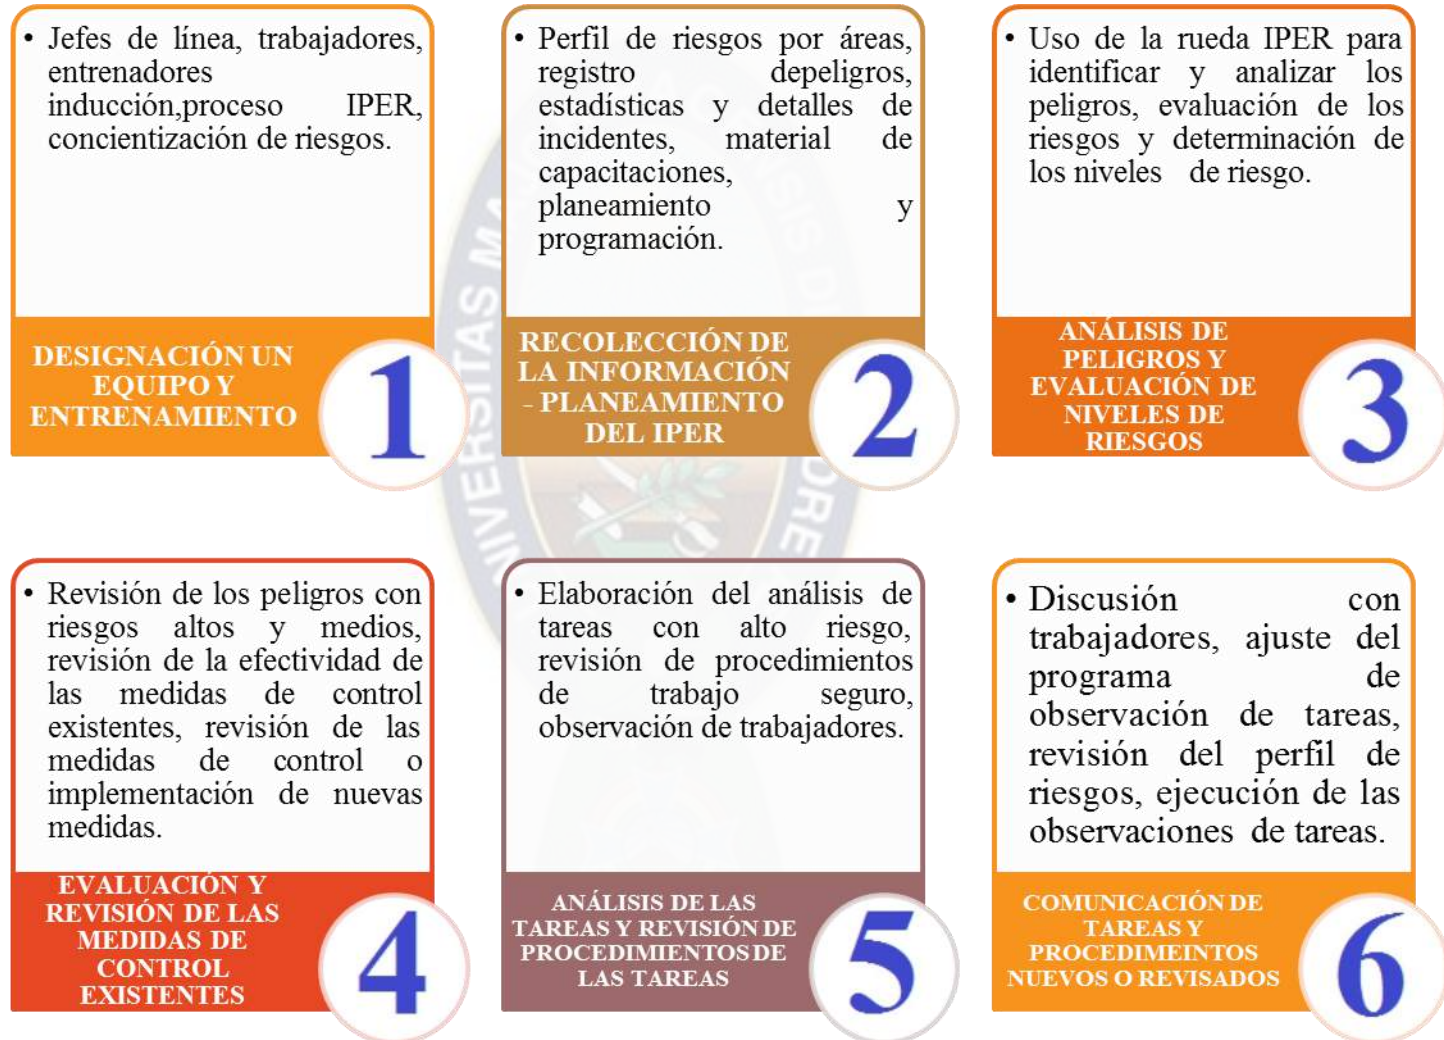 • Jefes de línea, trabajadores,
entrenadores
inducción,proceso IPER,
concientización de riesgos.
DESIGNACIÓN UN
EQUIPO Y
ENTRENAMIENTO
1
• Perfil de riesgos por áreas,
registro depeligros,
estadísticas y detalles de
incidentes, material de
capacitaciones,
planeamiento y
programación.
RECOLECCIÓN DE
LA INFORMACIÓN
- PLANEAMIENTO
DEL IPER
2
• Uso de la rueda IPER para
identificar y analizar los
peligros, evaluación de los
riesgos y determinación de
los niveles de riesgo.
ANÁLISIS DE
PELIGROS Y
EVALUACIÓN DE
NIVELES DE
RIESGOS
3
• Revisión de los peligros con
riesgos altos y medios,
revisión de la efectividad de
las medidas de control
existentes, revisión de las
medidas de control o
implementación de nuevas
medidas.
EVALUACIÓN Y
REVISIÓN DE LAS
MEDIDAS DE
CONTROL
EXISTENTES
4
• Elaboración del análisis de
tareas con alto riesgo,
revisión de procedimientos
de trabajo seguro,
observación de trabajadores.
ANÁLISIS DE LAS
TAREAS Y REVISIÓN DE
PROCEDIMIENTOS DE
LAS TAREAS
5
• Discusión con
trabajadores, ajuste del
programa de
observación de tareas,
revisión del perfil de
riesgos, ejecución de las
observaciones de tareas.
COMUNICACIÓN DE
TAREAS Y
PROCEDIMEINTOS
NUEVOS O REVISADOS
6